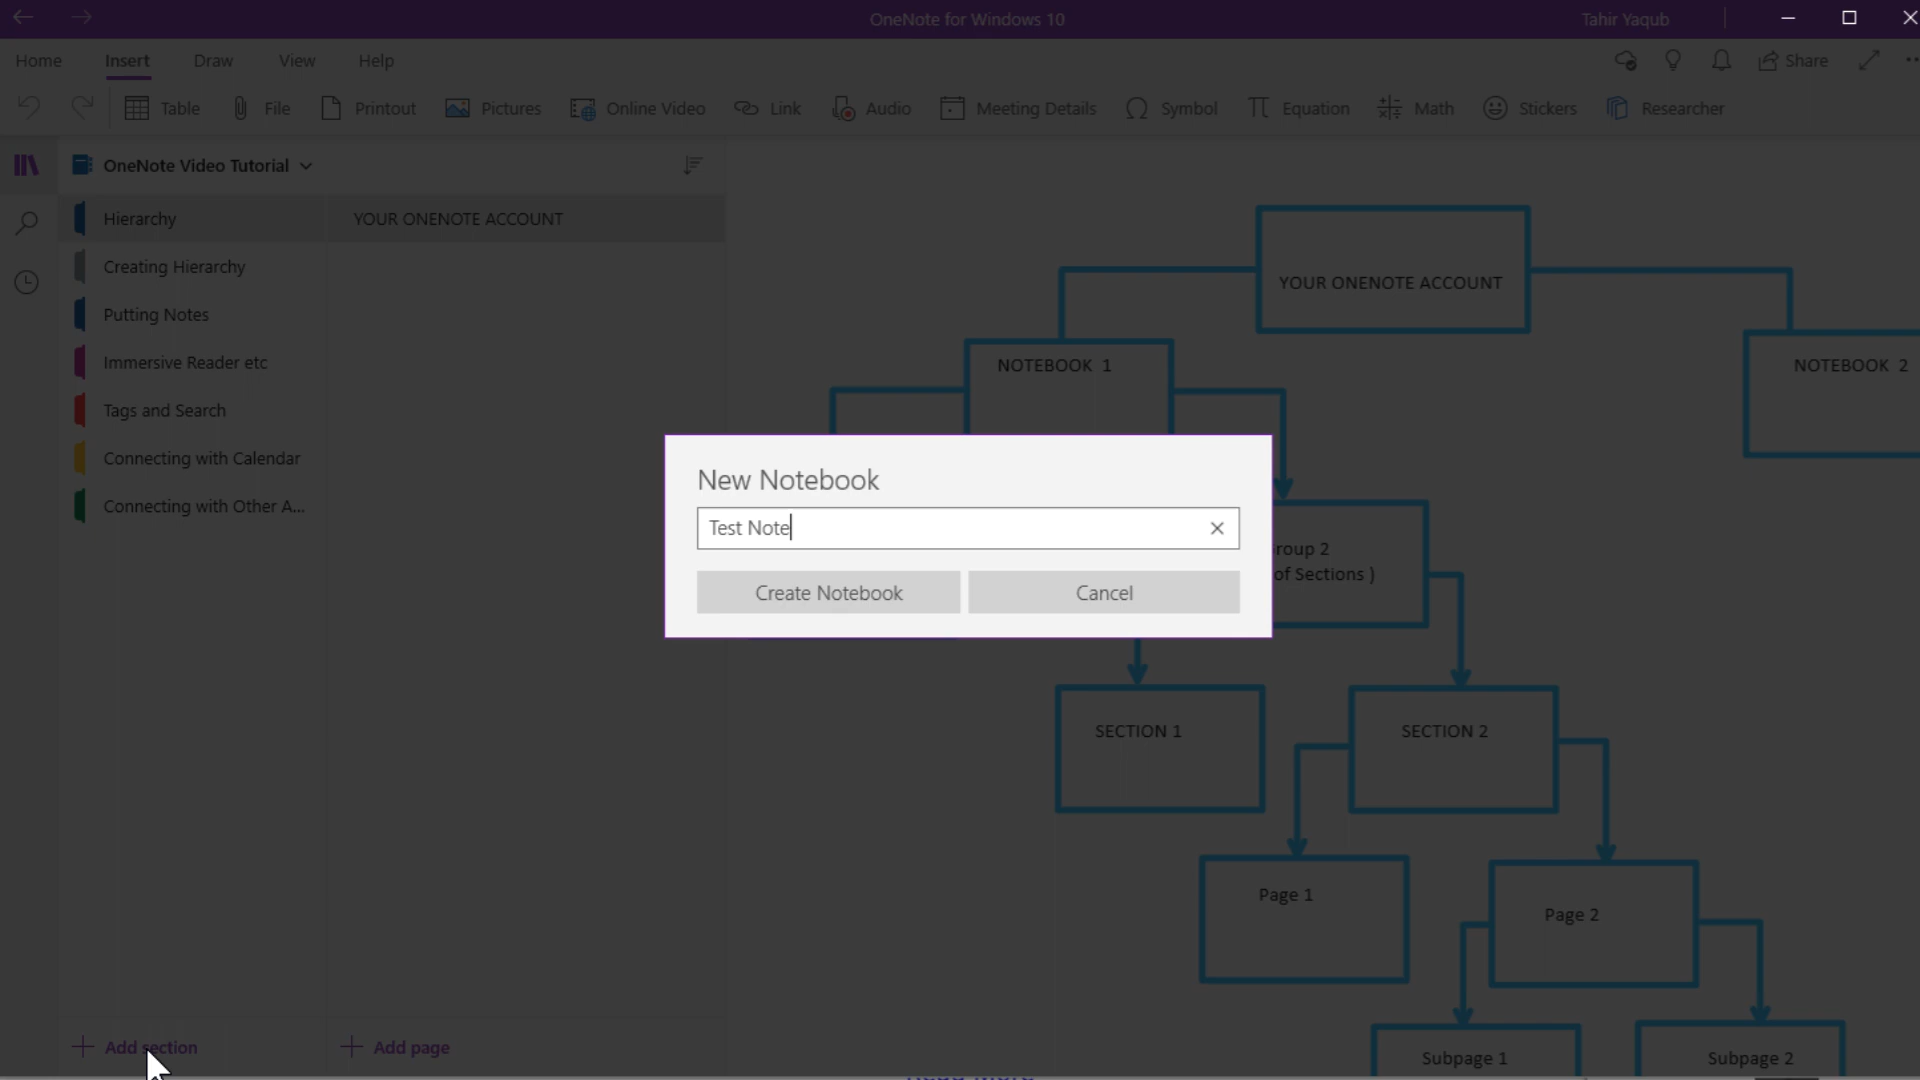 OneNote for Windows 10
Tahir Yaqub
Home Insert Draw View Help
Share
Table File Printout Pictures Online Video Link Audio Meeting Details Symbol Equation Math Stickers Researcher
OneNote Video Tutorial
Hierarchy
Creating Hierarchy
Putting Notes
Immersive Reader etc
Tags and Search
Connecting with Calendar
Connecting with Other A...
YOUR ONENOTE ACCOUNT
YOUR ONENOTE ACCOUNT
NOTEBOOK 1
NOTEBOOK 2
New Notebook
Test Note
Create Notebook
Cancel
roup 2
of Sections )
SECTION 1
SECTION 2
Page 1
Page 2
Subpage 1
Subpage 2
Add section
Add page